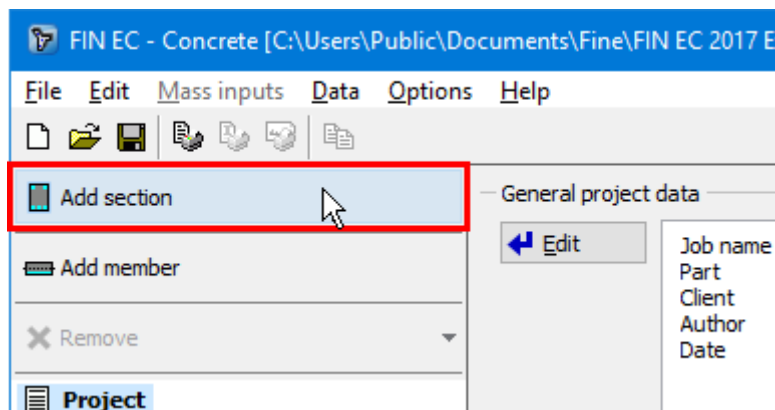 FIN EC - Concrete [C:\Users\Public\Documents\Fine\FIN EC 2017 E
File Edit Mass inputs Data Options Help
Add section
General project data
Edit
Job name
Add member
Part
Client
Author
Remove
Date
Project